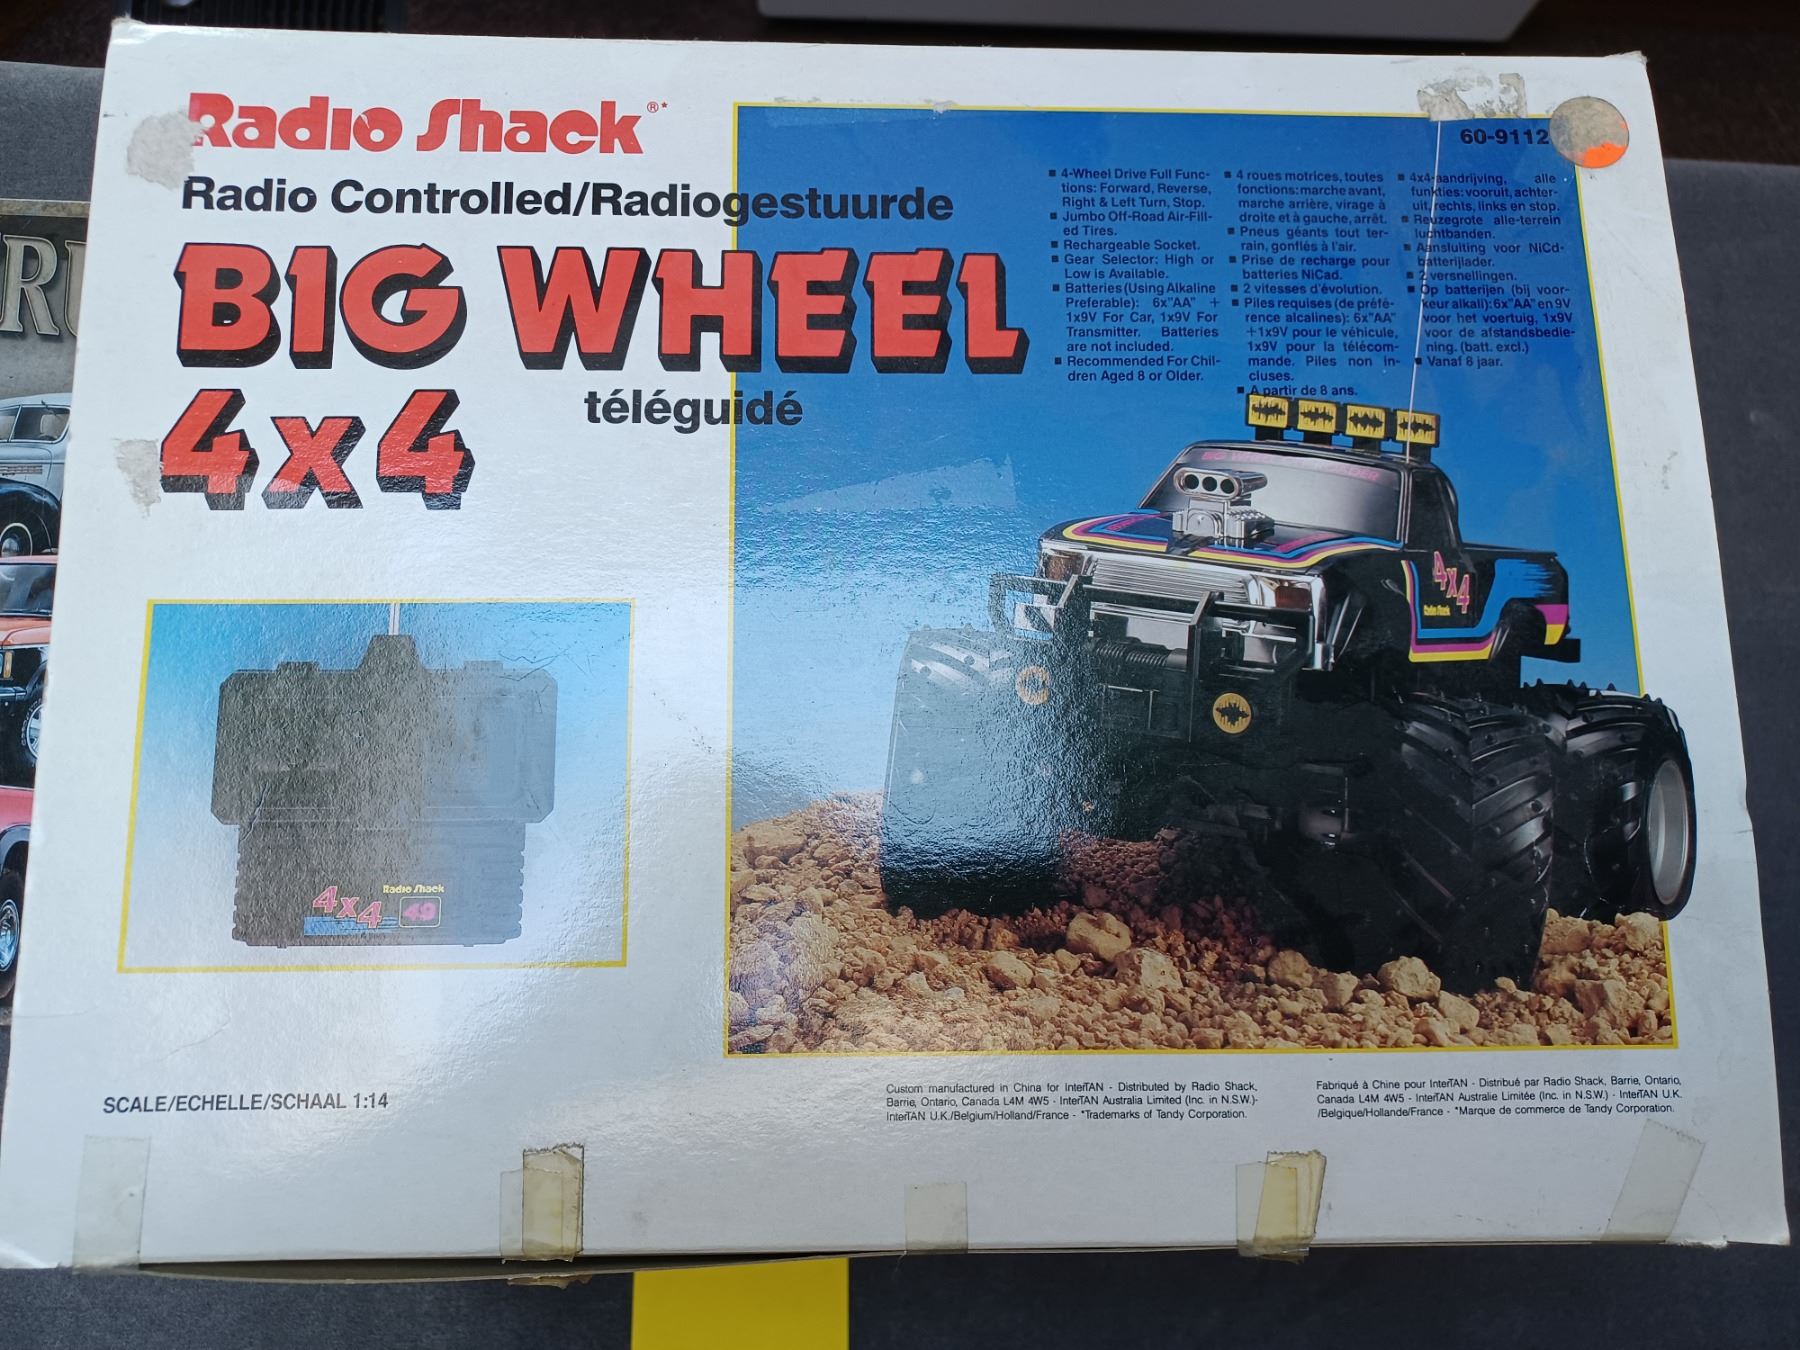 Radio Shack®*
Radio Controlled/Radiogestuurde
BIG WHEEL
4x4
téléguidé
60-9112
4-Wheel Drive Full Func-
tions: Forward, Reverse,
Right & Left Turn, Stop.
Jumbo Off-Road Air-Fill-
ed Tires.
Rechargeable Socket.
Gear Selector: High or
Low is Available.
Batteries (Using Alkaline
Preferable): 6x"AA" +
1x9V For Car, 1x9V For
Transmitter. Batteries
are not included.
Recommended For Chil-
dren Aged 8 or Older.
4 roues motrices, toutes
fonctions: marche avant,
marche arrière, virage à
droite et à gauche, arrêt.
Pneus géants tout ter-
rain, gonflés à l'air.
Prise de recharge pour
batteries NiCad.
2 vitesses d'évolution.
Piles requises (de préfé-
rence alcalines): 6x"AA"
+1x9V pour le véhicule,
1x9V pour la télécom-
mande. Piles non in-
cluses.
A partir de 8 ans.
4x4-aandrijving, alle
funkties: vooruit, achter-
uit, rechts, links en stop.
Reuzegrote alle-terrein
luchtbanden.
Aansluiting voor NiCd-
batterijlader.
2 versnellingen.
Op batterijen (bij voor-
keur alkali): 6x"AA" en 9V
voor het voertuig, 1x9V
voor de afstandsbedie-
ning. (batt. excl.)
Vanaf 8 jaar.
4x4
Radio Shack
Radio Shack
4x4
49
SCALE/ECHELLE/SCHAAL 1:14
Custom manufactured in China for InterTAN - Distributed by Radio Shack,
Barrie, Ontario, Canada L4M 4W5 - InterTAN Australia Limited (Inc. in N.S.W.)-
InterTAN U.K./Belgium/Holland/France - *Trademarks of Tandy Corporation.
Fabriqué à Chine pour InterTAN - Distribué par Radio Shack, Barrie, Ontario,
Canada L4M 4W5 - InterTAN Australie Limitée (Inc. in N.S.W.) - InterTAN U.K.
/Belgique/Hollande/France - *Marque de commerce de Tandy Corporation.